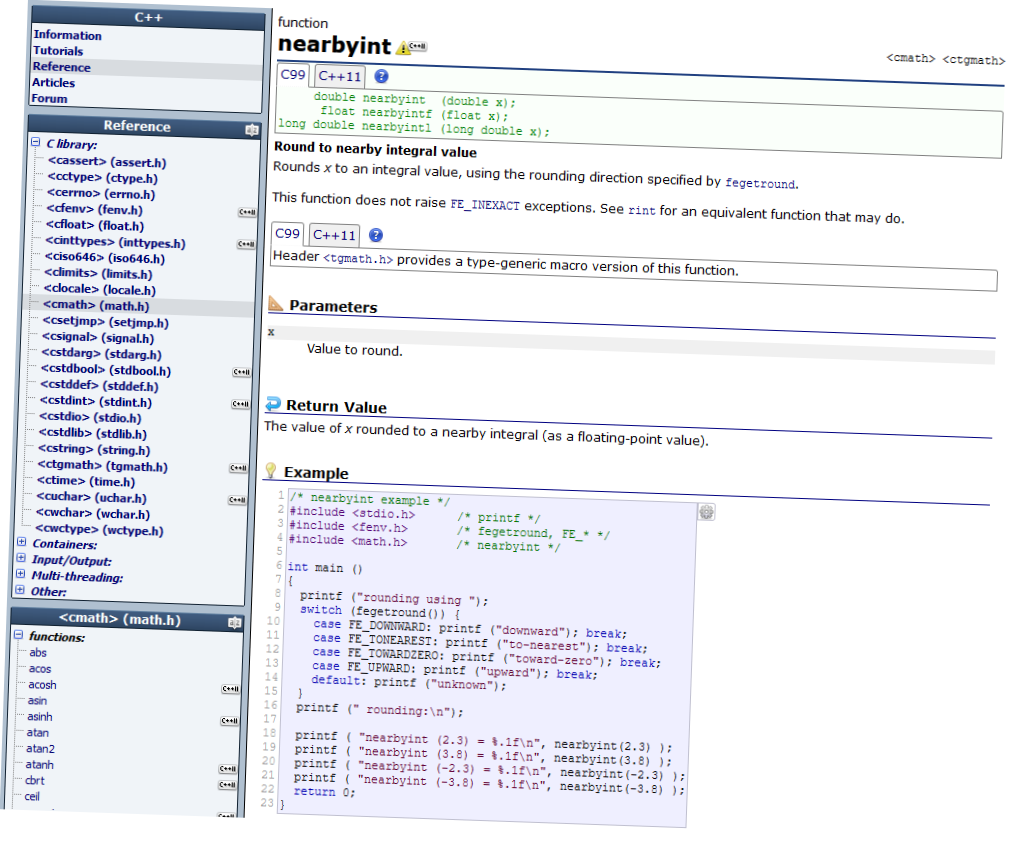 C++
Information
Tutorials
Reference
Articles
Forum
Reference
C library:
<cassert> (assert.h)
<cctype> (ctype.h)
<cerrno> (errno.h)
<cfenv> (fenv.h) C++11
<cfloat> (float.h)
<cinttypes> (inttypes.h) C++11
<ciso646> (iso646.h)
<climits> (limits.h)
<clocale> (locale.h)
<cmath> (math.h)
<csetjmp> (setjmp.h)
<csignal> (signal.h)
<cstdarg> (stdarg.h)
<cstdbool> (stdbool.h) C++11
<cstddef> (stddef.h)
<cstdint> (stdint.h) C++11
<cstdio> (stdio.h)
<cstdlib> (stdlib.h)
<cstring> (string.h)
<ctgmath> (tgmath.h) C++11
<ctime> (time.h)
<cuchar> (uchar.h) C++11
<cwchar> (wchar.h)
<cwctype> (wctype.h)
Containers:
Input/Output:
Multi-threading:
Other:
<cmath> (math.h)
functions:
abs
acos
acosh C++11
asin
asinh C++11
atan
atan2
atanh C++11
cbrt C++11
ceil
function
nearbyint C++11
<cmath> <ctgmath>
C99 C++11 ?
double nearbyint  (double x);
float nearbyintf (float x);
long double nearbyintl (long double x);
Round to nearby integral value
Rounds x to an integral value, using the rounding direction specified by fegetround.
This function does not raise FE_INEXACT exceptions. See rint for an equivalent function that may do.
C99 C++11 ?
Header <tgmath.h> provides a type-generic macro version of this function.
Parameters
x
Value to round.
Return Value
The value of x rounded to a nearby integral (as a floating-point value).
Example
1 /* nearbyint example */
2 #include <stdio.h>      /* printf */
3 #include <fenv.h>       /* fegetround, FE_* */
4 #include <math.h>       /* nearbyint */
5
6 int main ()
7 {
8   printf ("rounding using ");
9   switch (fegetround()) {
10     case FE_DOWNWARD: printf ("downward"); break;
11     case FE_TONEAREST: printf ("to-nearest"); break;
12     case FE_TOWARDZERO: printf ("toward-zero"); break;
13     case FE_UPWARD: printf ("upward"); break;
14     default: printf ("unknown");
15   }
16   printf (" rounding:\n");
17
18   printf ( "nearbyint (2.3) = %.1f\n", nearbyint(2.3) );
19   printf ( "nearbyint (3.8) = %.1f\n", nearbyint(3.8) );
20   printf ( "nearbyint (-2.3) = %.1f\n", nearbyint(-2.3) );
21   printf ( "nearbyint (-3.8) = %.1f\n", nearbyint(-3.8) );
22   return 0;
23 }